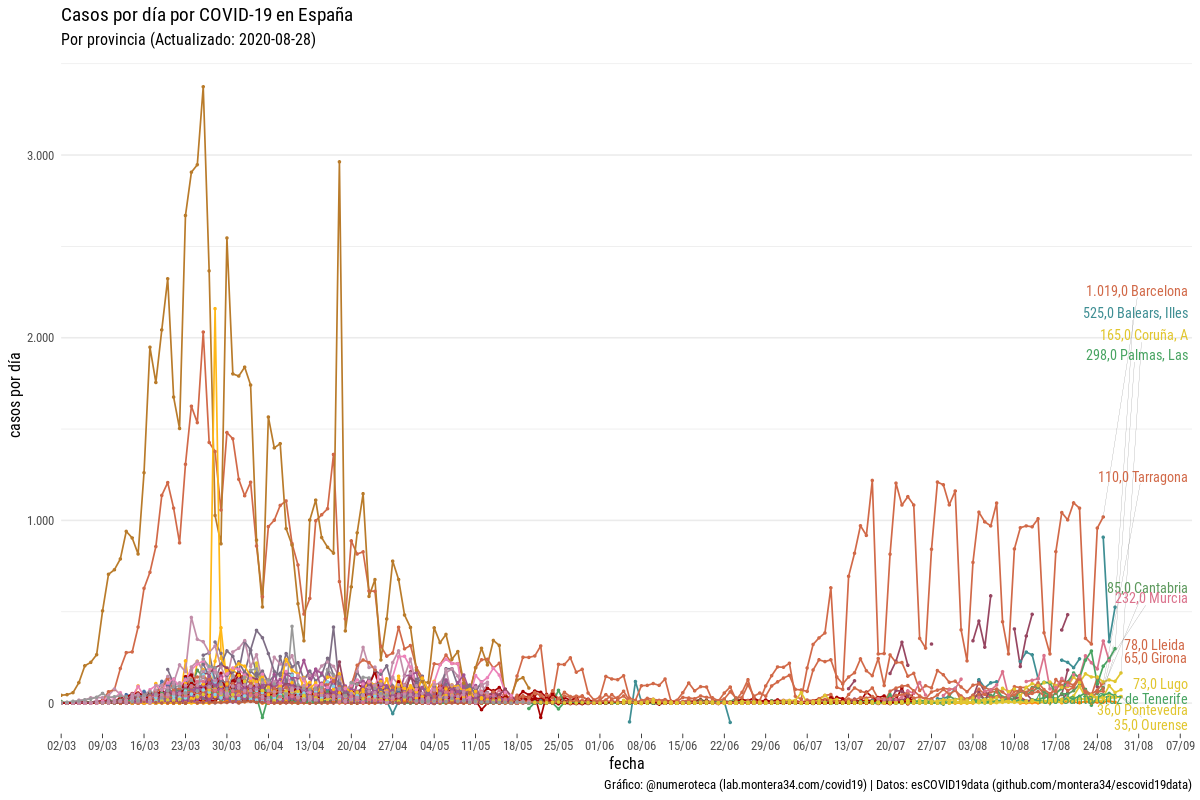 Casos por día por COVID-19 en España
Por provincia (Actualizado: 2020-08-28)
casos por día
3.000
2.000
1.000
0
1.019,0 Barcelona
525,0 Balears, Illes
165,0 Coruña, A
298,0 Palmas, Las
110,0 Tarragona
85,0 Cantabria
232,0 Murcia
78,0 Lleida
65,0 Girona
73,0 Lugo
de Tenerife
36,0 Pontevedra
35,0 Ourense
02/03 09/03 16/03 23/03 30/03 06/04 13/04 20/04 27/04 04/05 11/05 18/05 25/05 01/06 08/06 15/06 22/06 29/06 06/07 13/07 20/07 27/07 03/08 10/08 17/08 24/08 31/08 07/09
fecha
Gráfico: @numeroteca (lab.montera34.com/covid19) | Datos: esCOVID19data (github.com/montera34/escovid19data)